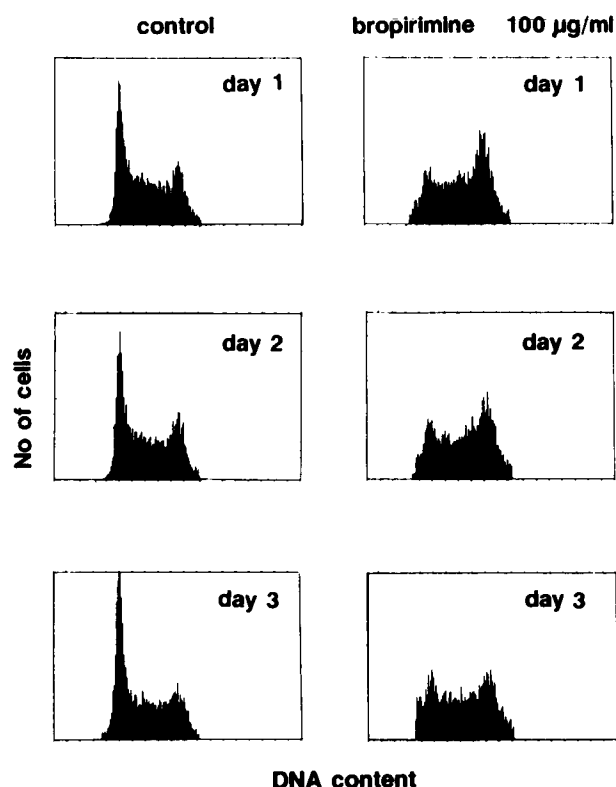 control bropirimine 100 µg/ml
day 1 day 1
day 2 day 2
No of cells
day 3 day 3
DNA content